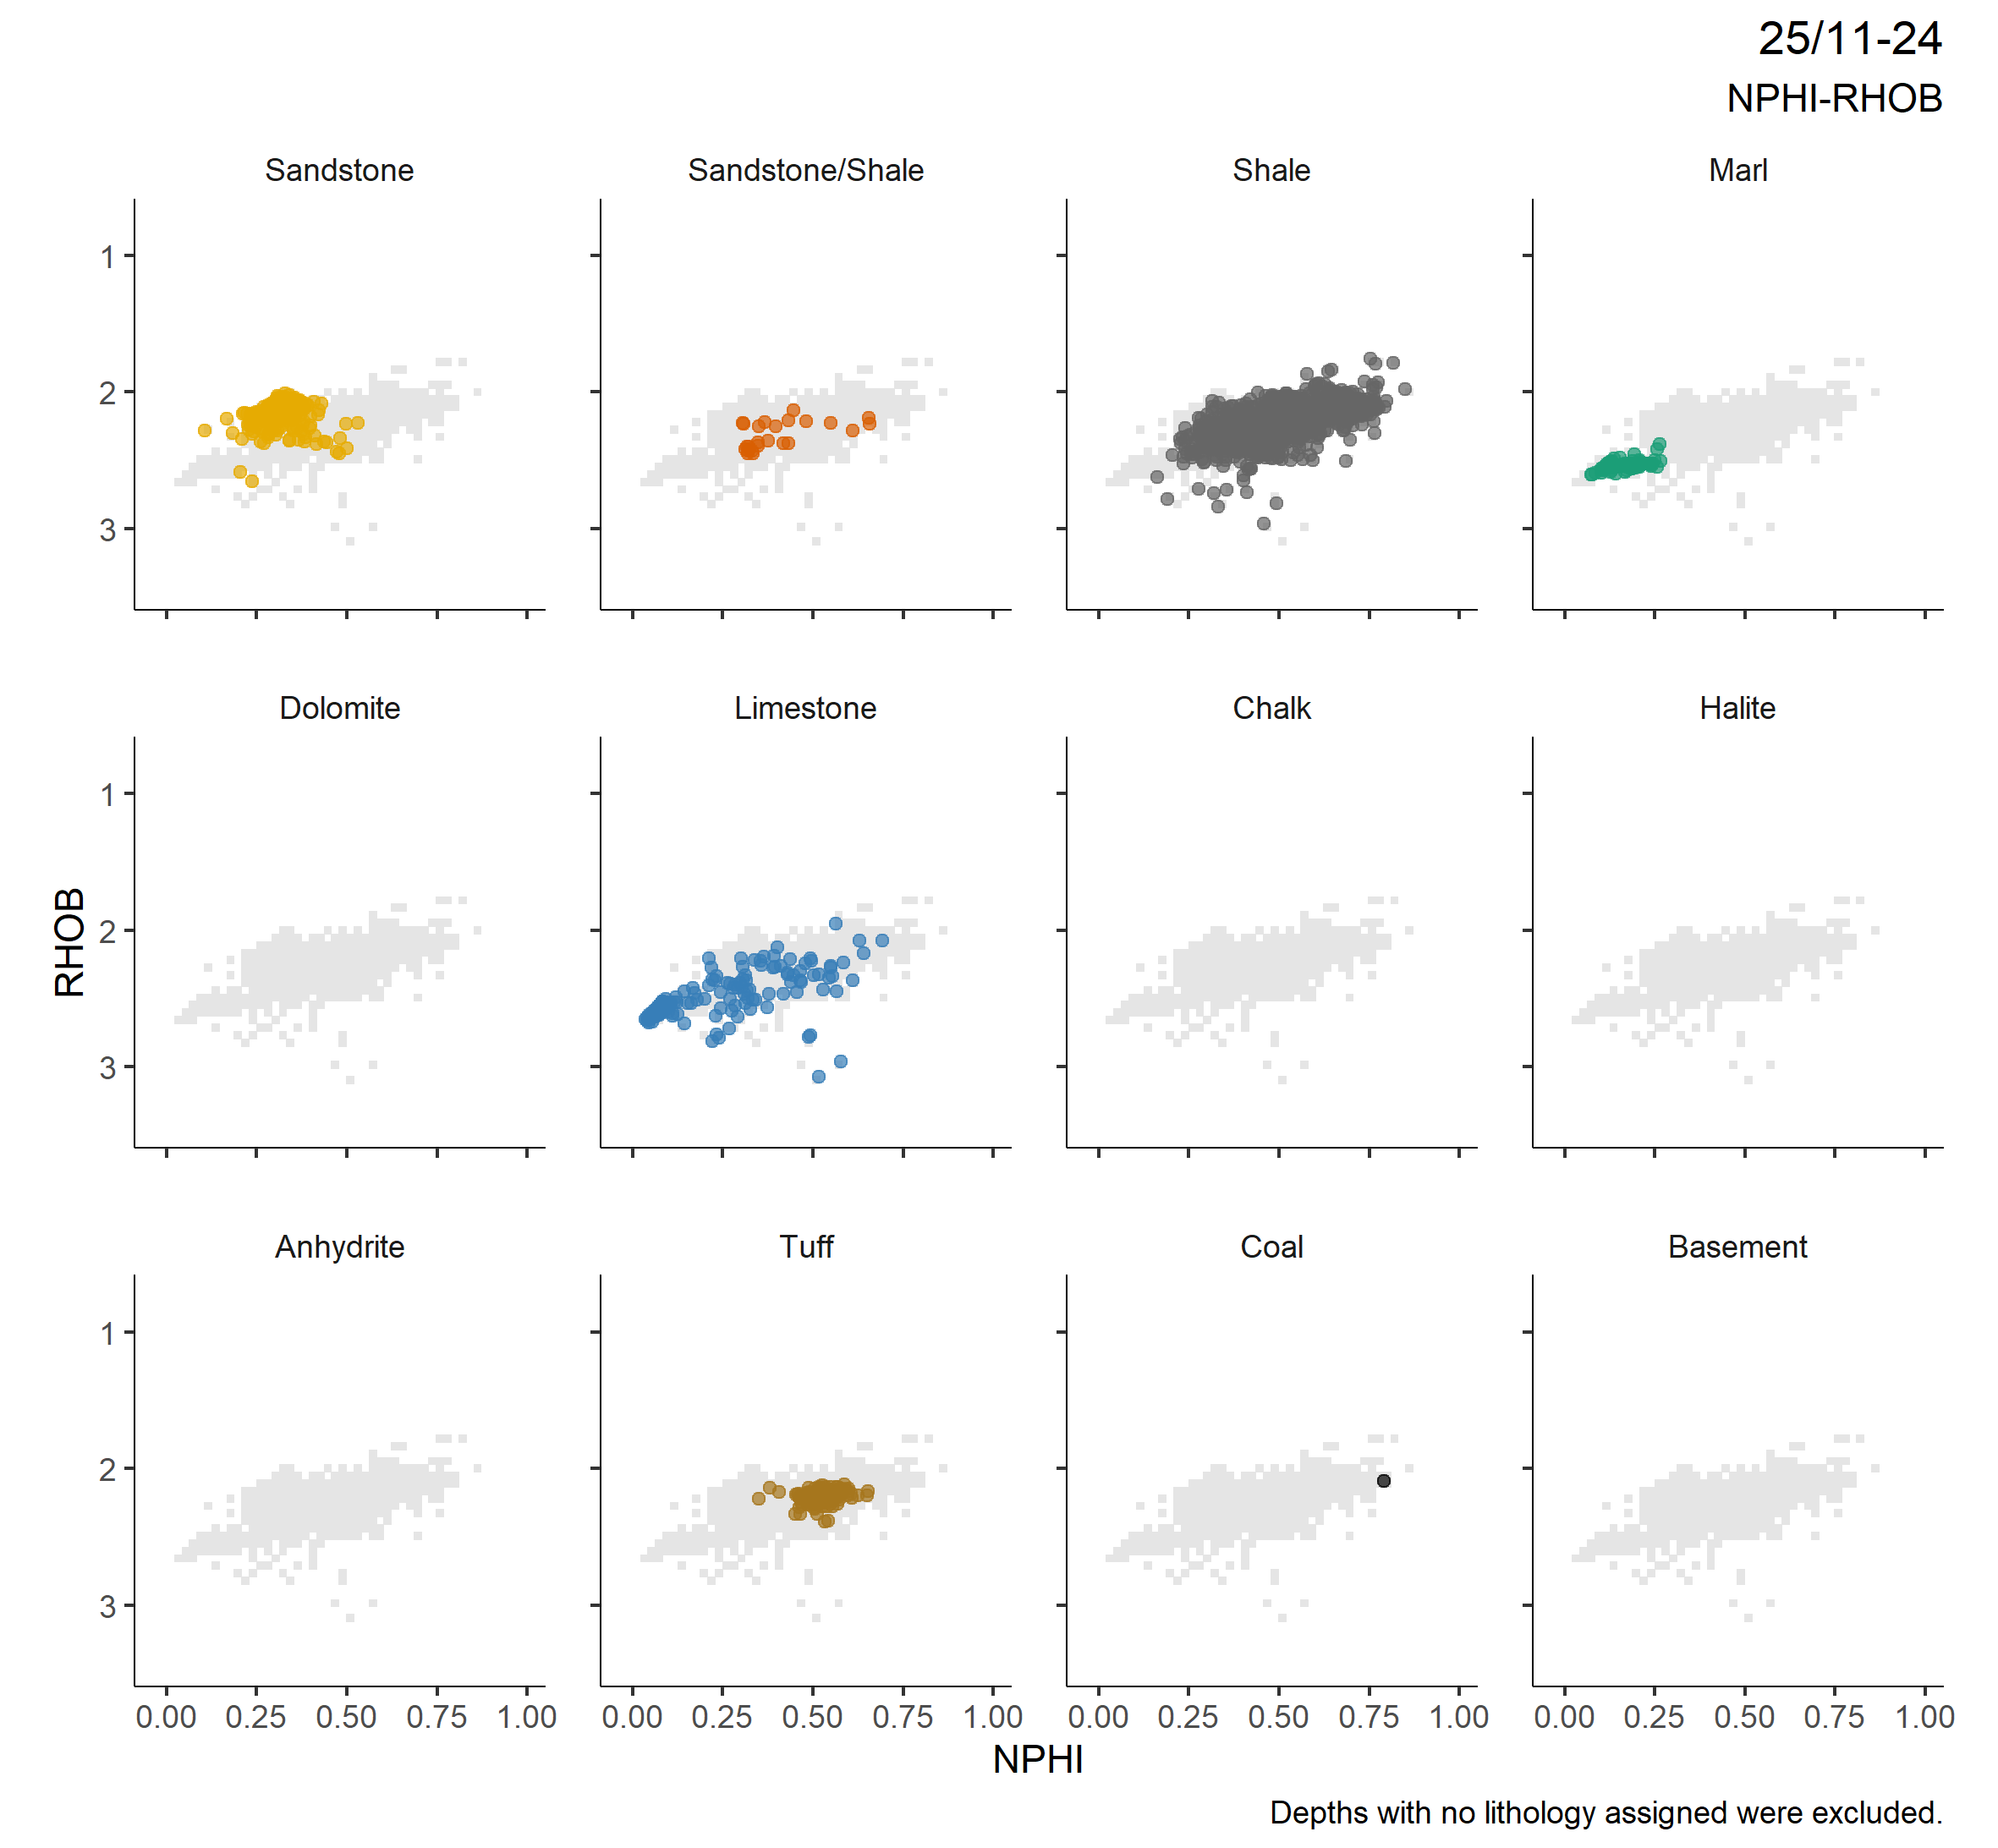 25/11-24
NPHI-RHOB
Sandstone
Sandstone/Shale
Shale
Marl
1
2
3
Dolomite
Limestone
Chalk
Halite
1
2
3
RHOB
Anhydrite
Tuff
Coal
Basement
1
2
3
0.00 0.25 0.50 0.75 1.00
0.00 0.25 0.50 0.75 1.00
0.00 0.25 0.50 0.75 1.00
0.00 0.25 0.50 0.75 1.00
NPHI
Depths with no lithology assigned were excluded.